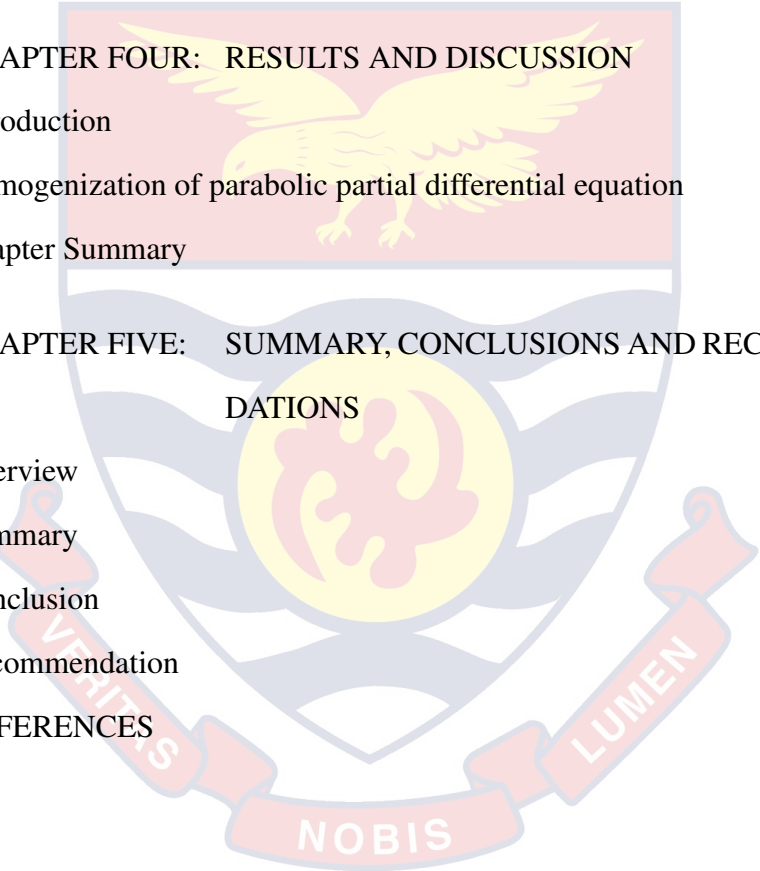 APTER FOUR: RESULTS AND DISCUSSION
oduction
mogenization of parabolic partial differential equation
apter Summary
APTER FIVE: SUMMARY, CONCLUSIONS AND REC
DATIONS
erview
mmary
nclusion
commendation
FERENCES
VERITAS
NOBIS
LUMEN